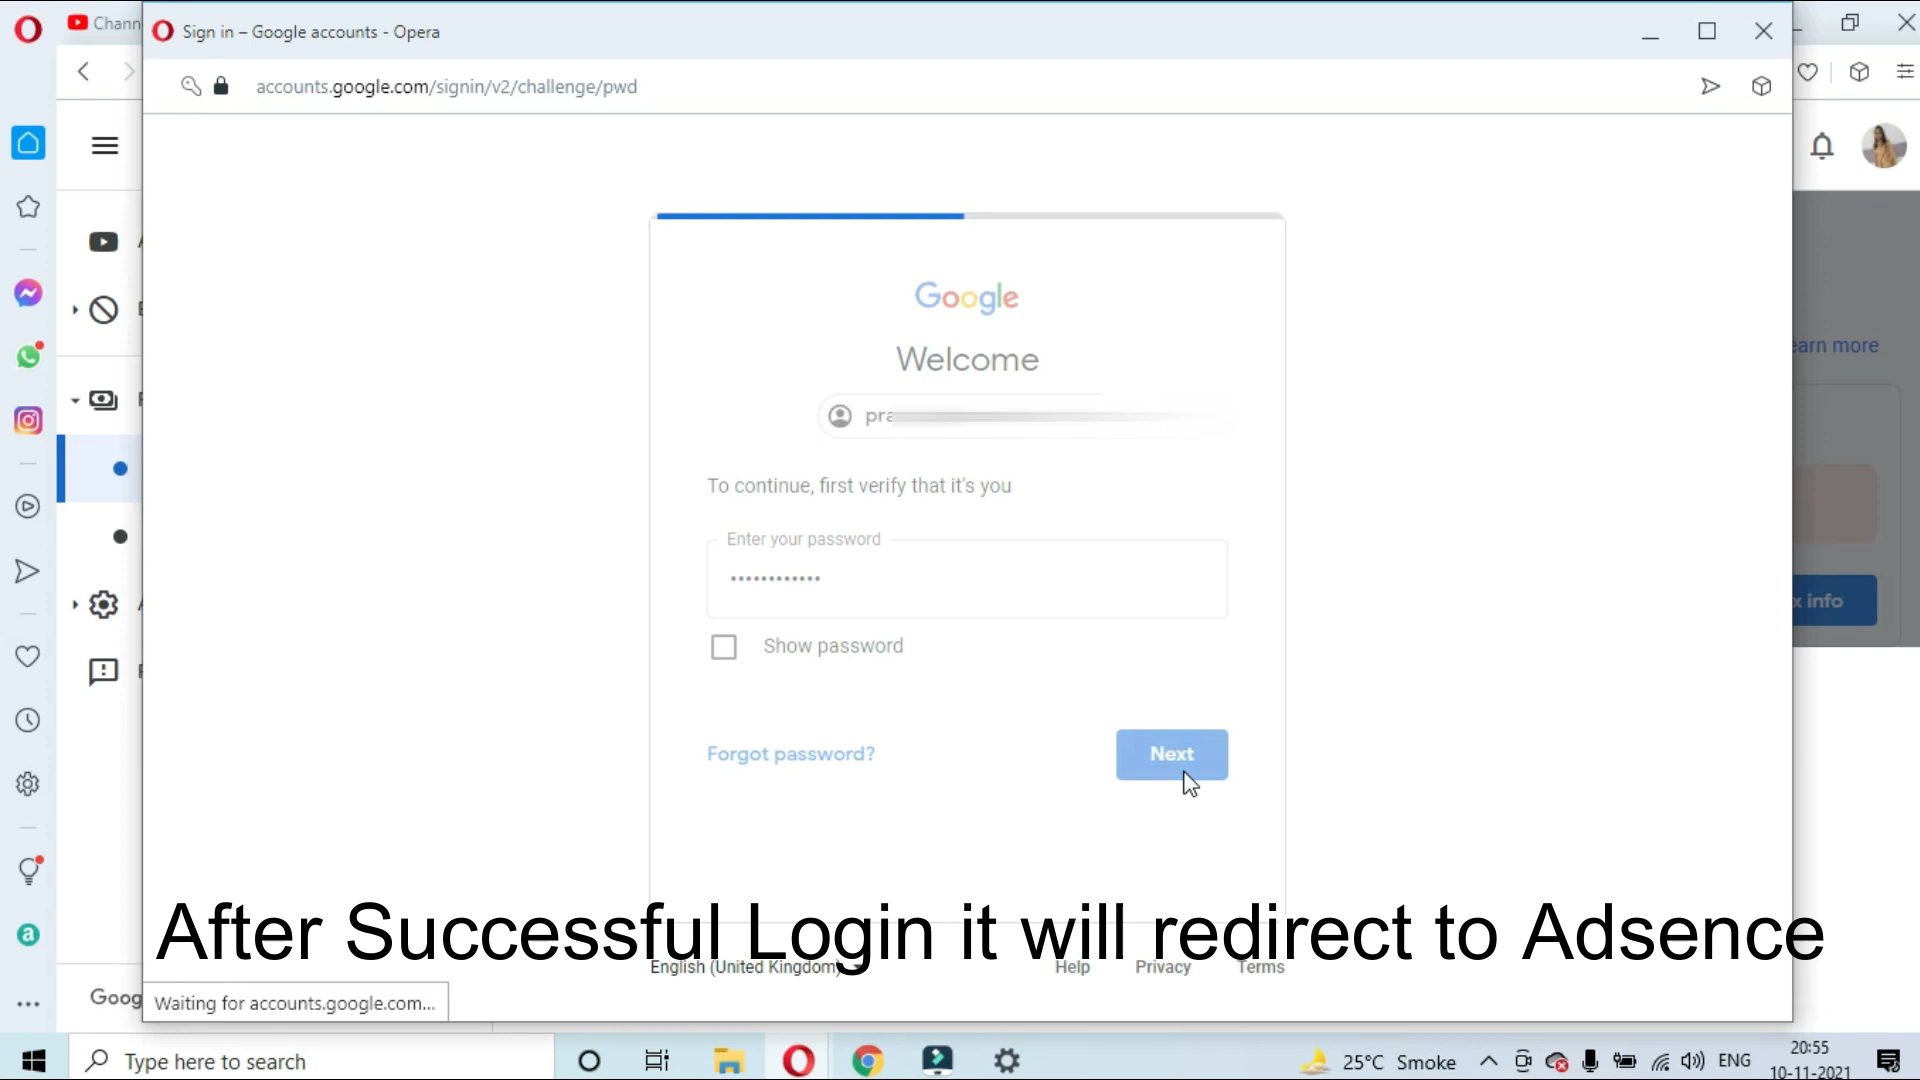 Chann
Sign in – Google accounts - Opera
accounts.google.com/signin/v2/challenge/pwd
Google
Welcome
pra
To continue, first verify that it's you
Enter your password
••••••••••••
Show password
Forgot password?
Next
earn more
x info
After Successful Login it will redirect to Adsence
English (United Kingdom)
Help
Privacy
Terms
Goog
Waiting for accounts.google.com...
Type here to search
25°C Smoke
ENG
20:55
10-11-2021